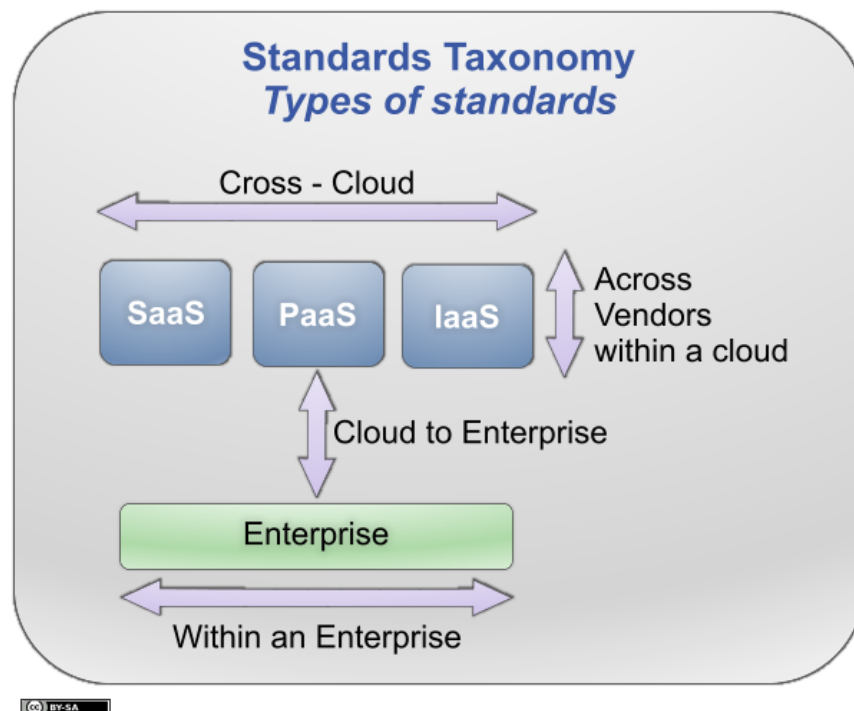 Standards Taxonomy
Types of standards
Cross - Cloud
SaaS
PaaS
IaaS
Across
Vendors
within a cloud
Cloud to Enterprise
Enterprise
Within an Enterprise
(cc) BY-SA